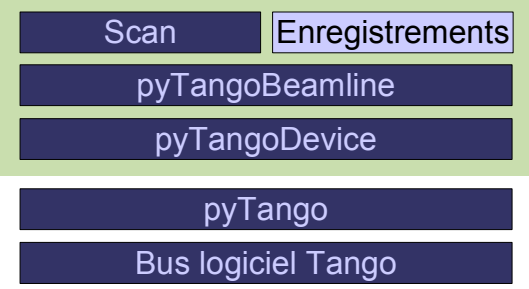 Scan
Enregistrements
pyTangoBeamline
pyTangoDevice
pyTango
Bus logiciel Tango